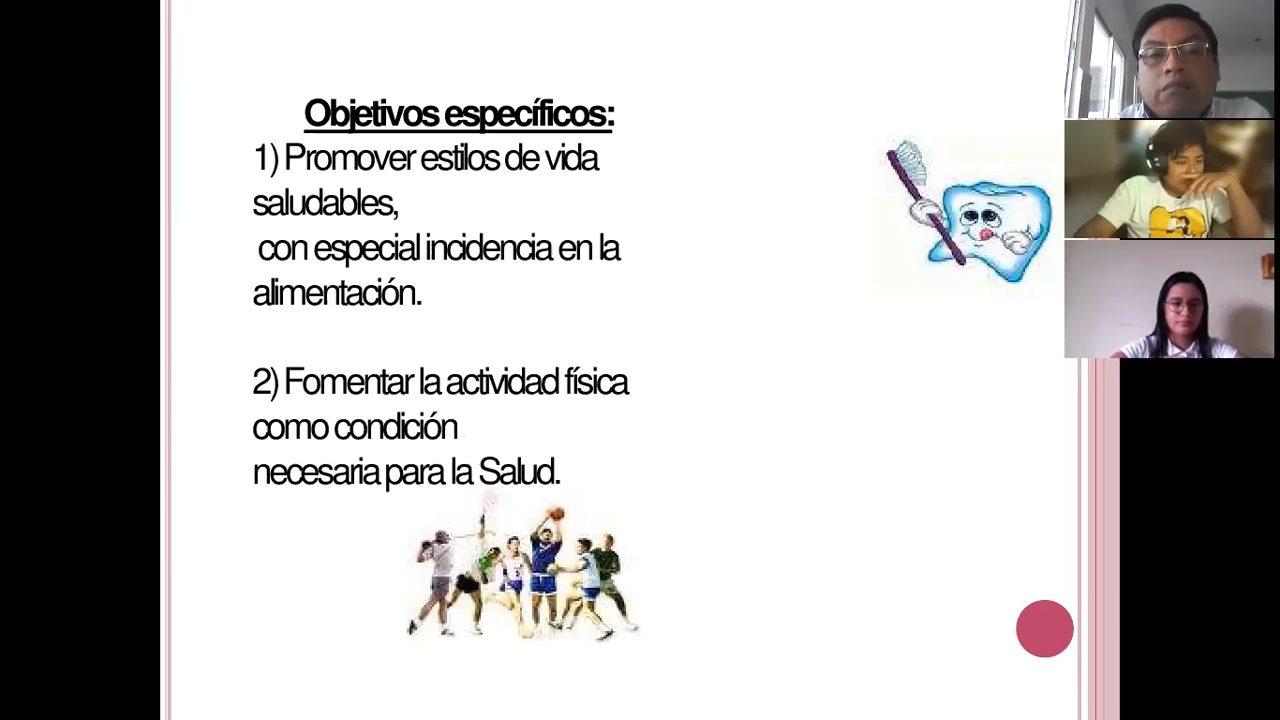 Objetivos específicos:
1) Promover estilos de vida
saludables,
con especial incidencia en la
alimentación.
2) Fomentar la actividad física
como condición
necesaria para la Salud.